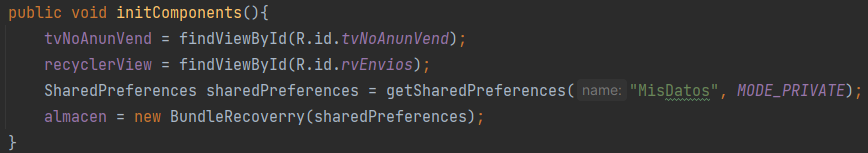 public void initComponents(){
tvNoAnunVend = findViewById(R.id.tvNoAnunVend);
recyclerView = findViewById(R.id.rvEnvios);
SharedPreferences sharedPreferences = getSharedPreferences( name: "MisDatos", MODE_PRIVATE);
almacen = new BundleRecoverry(sharedPreferences);
}